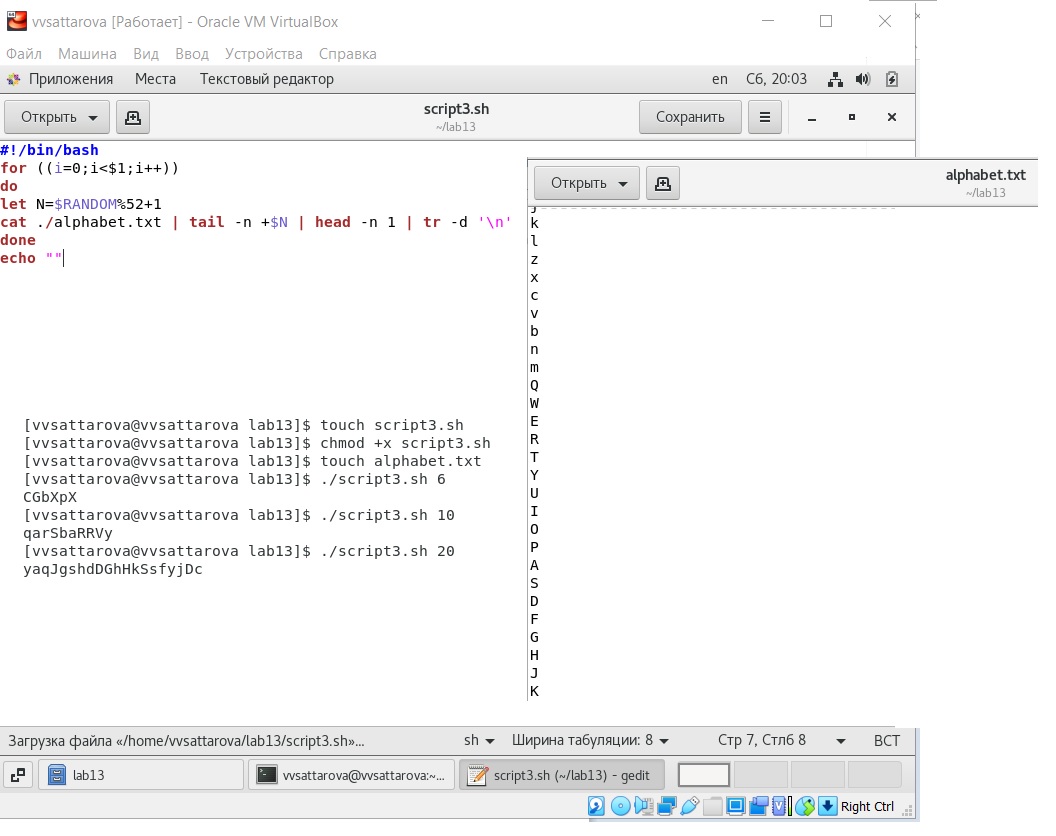 vvsattarova [Работает] - Oracle VM VirtualBox
Файл Машина Вид Ввод Устройства Справка
Приложения Места Текстовый редактор en Сб, 20:03
Открыть script3.sh Сохранить
~/lab13
#!/bin/bash
for ((i=0;i<$1;i++))
do
let N=$RANDOM%52+1
cat ./alphabet.txt | tail -n +$N | head -n 1 | tr -d '\n'
done
echo ""
[vvsattarova@vvsattarova lab13]$ touch script3.sh
[vvsattarova@vvsattarova lab13]$ chmod +x script3.sh
[vvsattarova@vvsattarova lab13]$ touch alphabet.txt
[vvsattarova@vvsattarova lab13]$ ./script3.sh 6
CGbXpX
[vvsattarova@vvsattarova lab13]$ ./script3.sh 10
qarSbaRRVy
[vvsattarova@vvsattarova lab13]$ ./script3.sh 20
yaqJgshdDGhHkSsfyjDc
Открыть alphabet.txt
~/lab13
j
k
l
z
x
c
v
b
n
m
Q
W
E
R
T
Y
U
I
O
P
A
S
D
F
G
H
J
K
Загрузка файла «/home/vvsattarova/lab13/script3.sh»... sh Ширина табуляции: 8 Стр 7, Стлб 8 ВСТ
lab13 vvsattarova@vvsattarova:~... script3.sh (~/lab13) - gedit
Right Ctrl